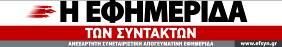 Η ΕΦΗΜΕΡΙΔΑ
ΤΩΝ ΣΥΝΤΑΚΤΩΝ
ΑΝΕΞΑΡΤΗΤΗ ΣΥΝΕΤΑΙΡΙΣΤΙΚΗ ΑΠΟΓΕΥΜΑΤΙΝΗ ΕΦΗΜΕΡΙΔΑ www.efsyn.gr